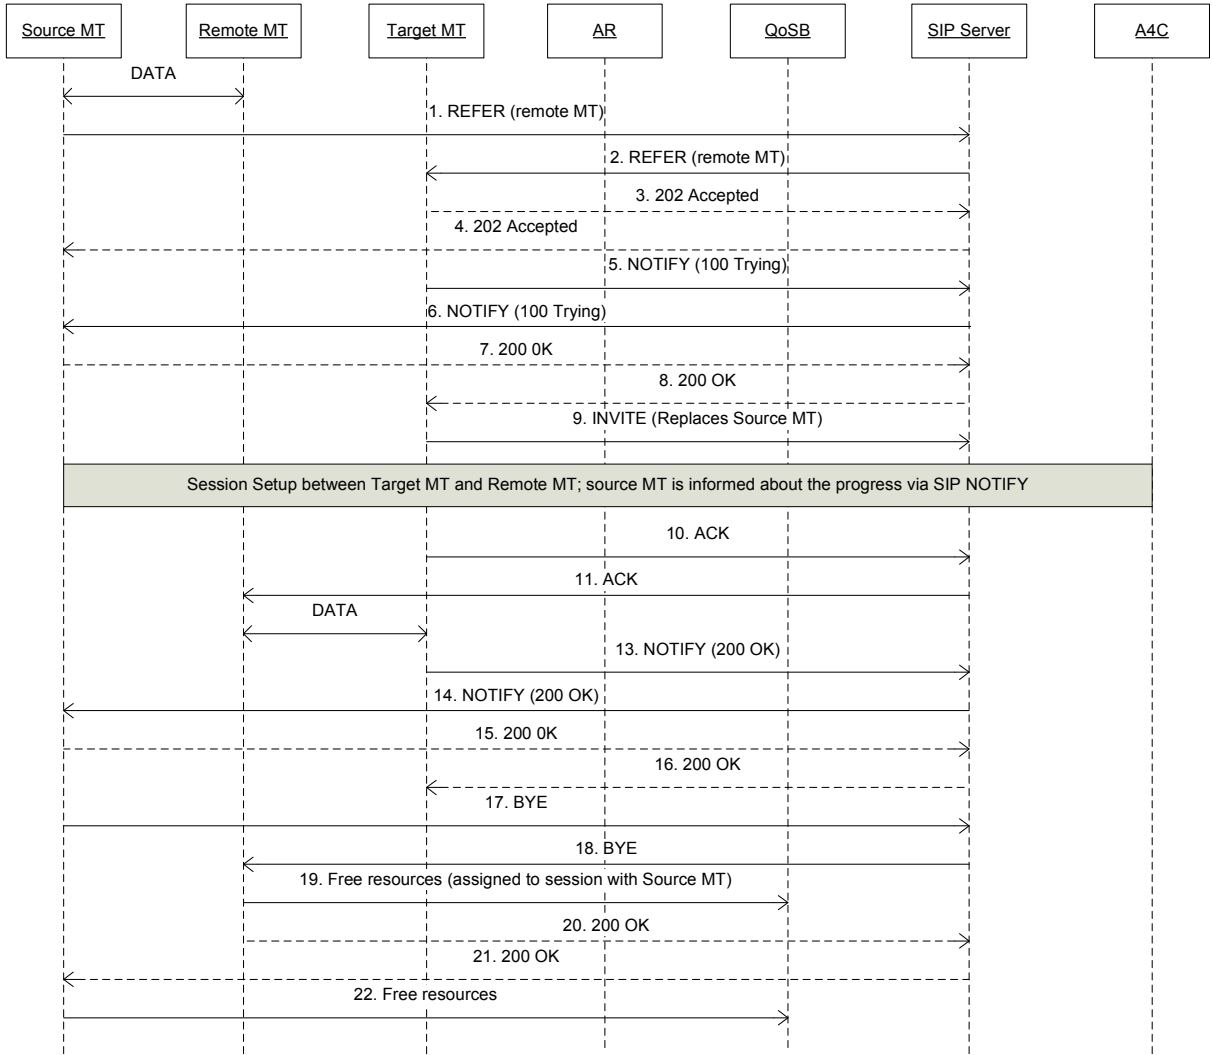 Source MT
Remote MT
Target MT
AR
QoSB
SIP Server
A4C
DATA
1. REFER (remote MT)
2. REFER (remote MT)
3. 202 Accepted
4. 202 Accepted
5. NOTIFY (100 Trying)
6. NOTIFY (100 Trying)
7. 200 0K
8. 200 OK
9. INVITE (Replaces Source MT)
Session Setup between Target MT and Remote MT; source MT is informed about the progress via SIP NOTIFY
10. ACK
11. ACK
DATA
13. NOTIFY (200 OK)
14. NOTIFY (200 OK)
15. 200 0K
16. 200 OK
17. BYE
18. BYE
19. Free resources (assigned to session with Source MT)
20. 200 OK
21. 200 OK
22. Free resources